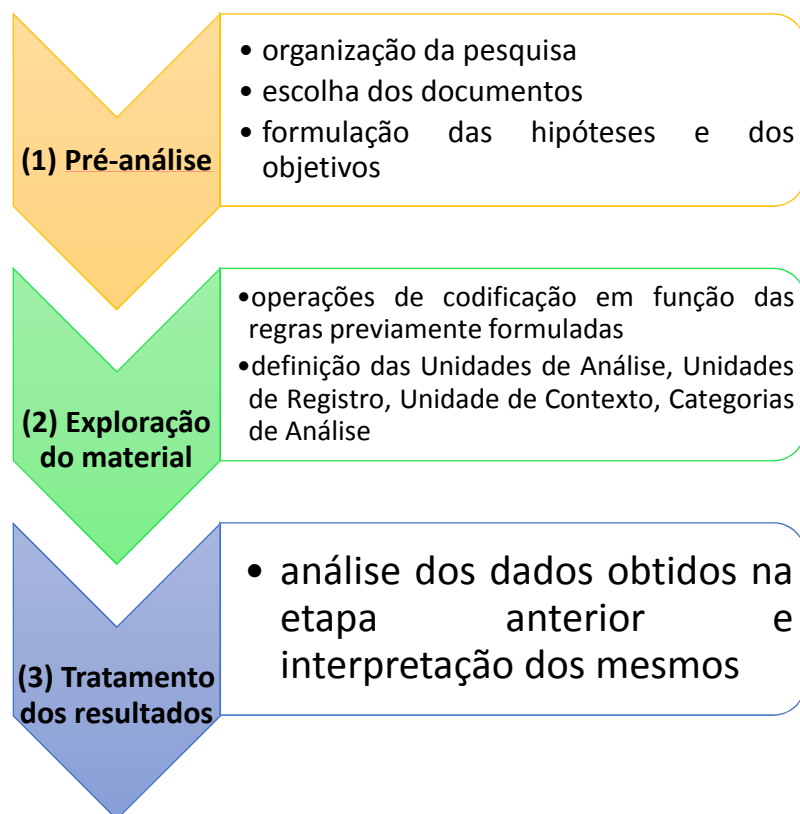 (1) Pré-análise
• organização da pesquisa
• escolha dos documentos
• formulação das hipóteses e dos
objetivos
(2) Exploração
do material
•operações de codificação em função das
regras previamente formuladas
•definição das Unidades de Análise, Unidades
de Registro, Unidade de Contexto, Categorias
de Análise
(3) Tratamento
dos resultados
• análise dos dados obtidos na
etapa anterior e
interpretação dos mesmos